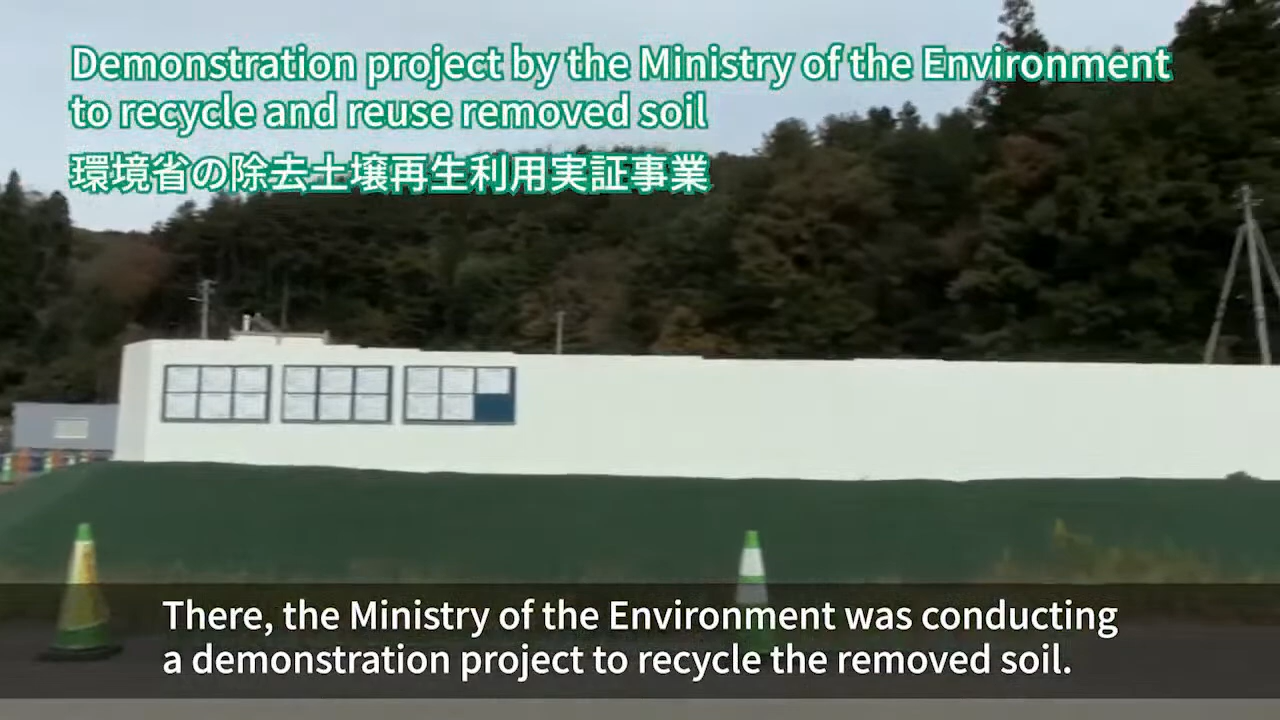 Demonstration project by the Ministry of the Environment
to recycle and reuse removed soil
環境省の除去土壌再生利用実証事業
There, the Ministry of the Environment was conducting
a demonstration project to recycle the removed soil.